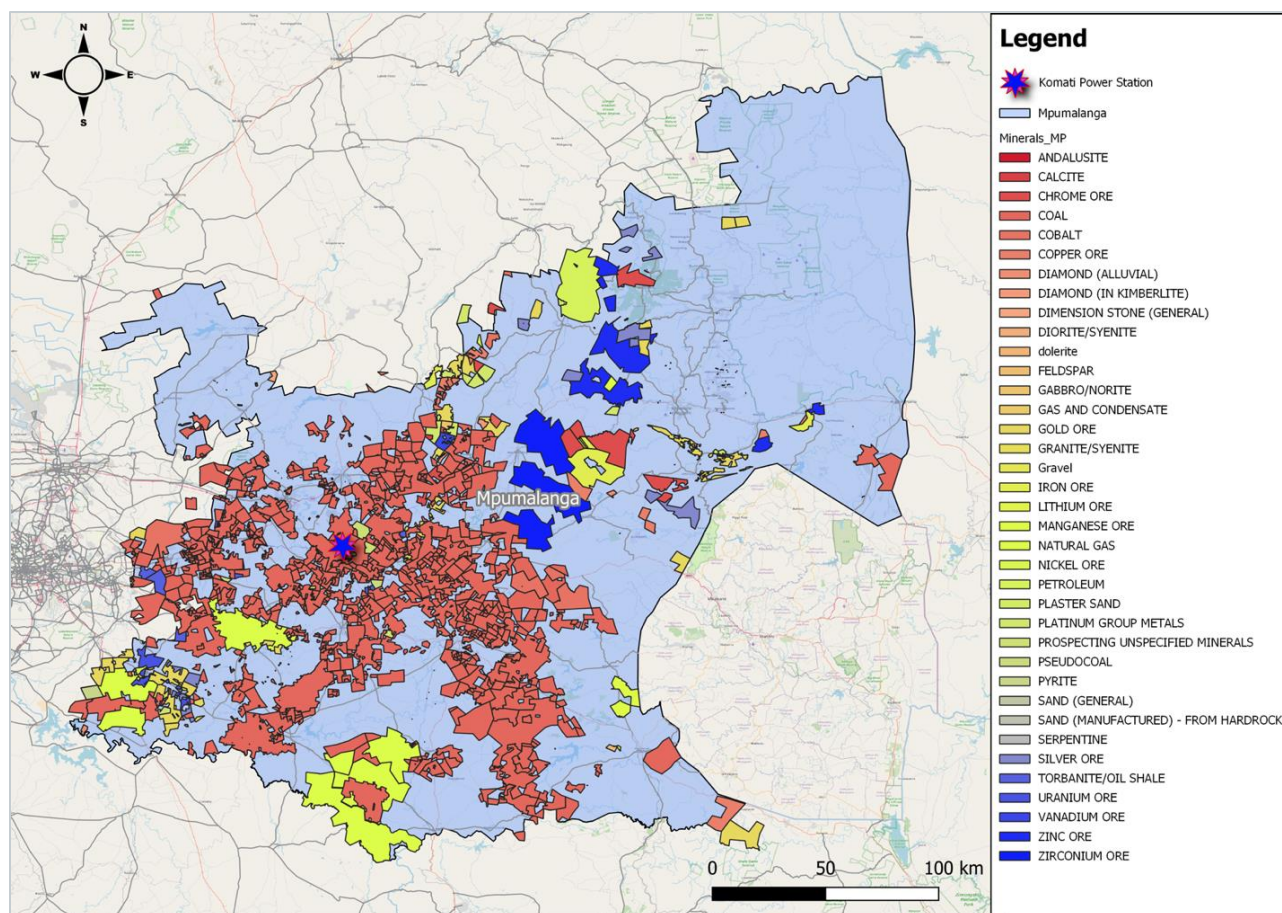 N
W
E
S
Mpumalanga
0
50
100 km
Legend
Komati Power Station
Mpumalanga
Minerals_MP
ANDALUSITE
CALCITE
CHROME ORE
COAL
COBALT
COPPER ORE
DIAMOND (ALLUVIAL)
DIAMOND (IN KIMBERLITE)
DIMENSION STONE (GENERAL)
DIORITE/SYENITE
dolerite
FELDSPAR
GABBRO/NORITE
GAS AND CONDENSATE
GOLD ORE
GRANITE/SYENITE
Gravel
IRON ORE
LITHIUM ORE
MANGANESE ORE
NATURAL GAS
NICKEL ORE
PETROLEUM
PLASTER SAND
PLATINUM GROUP METALS
PROSPECTING UNSPECIFIED MINERALS
PSEUDOCOAL
PYRITE
SAND (GENERAL)
SAND (MANUFACTURED) - FROM HARDROCK
SERPENTINE
SILVER ORE
TORBANITE/OIL SHALE
URANIUM ORE
VANADIUM ORE
ZINC ORE
ZIRCONIUM ORE